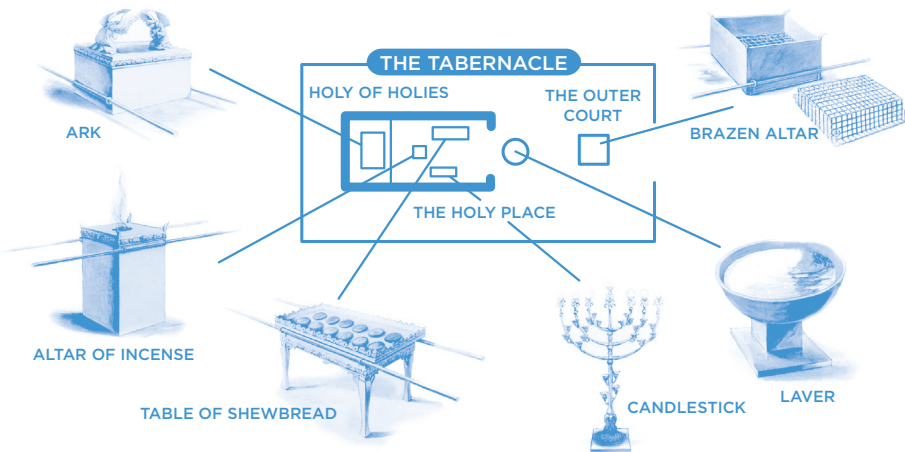 THE TABERNACLE
HOLY OF HOLIES
THE OUTER
COURT
ARK
BRAZEN ALTAR
THE HOLY PLACE
ALTAR OF INCENSE
TABLE OF SHEWBREAD
CANDLESTICK
LAVER